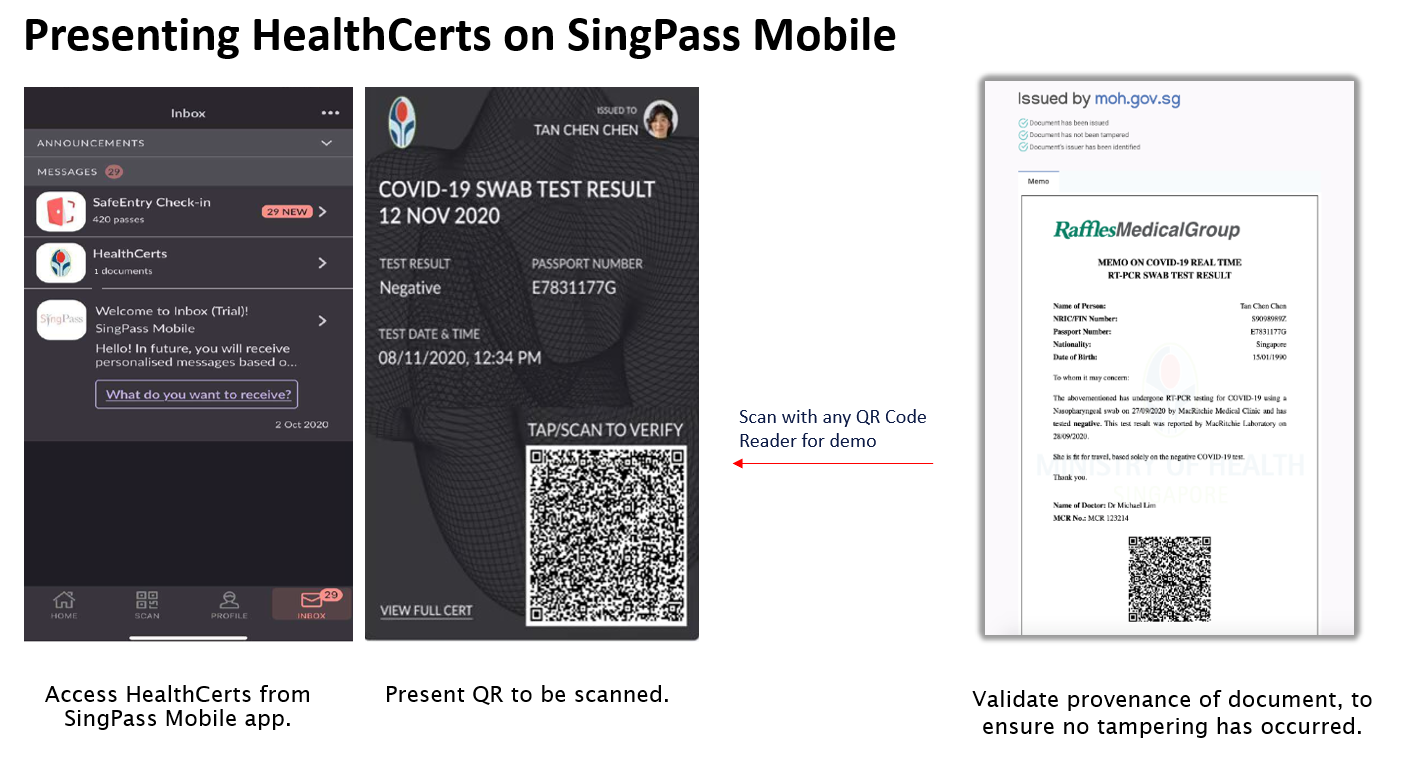 Presenting HealthCerts on SingPass Mobile
Inbox
ANNOUNCEMENTS
MESSAGES 29
SafeEntry Check-in
420 passes
29 NEW
HealthCerts
1 documents
SingPass
Welcome to Inbox (Trial)!
SingPass Mobile
Hello! In future, you will receive
personalised messages based o...
What do you want to receive?
2 Oct 2020
HOME
SCAN
PROFILE
29
INBOX
Access HealthCerts from
SingPass Mobile app.
ISSUED TO
TAN CHEN CHEN
COVID-19 SWAB TEST RESULT
12 NOV 2020
TEST RESULT
Negative
PASSPORT NUMBER
E7831177G
TEST DATE & TIME
08/11/2020, 12:34 PM
TAP/SCAN TO VERIFY
VIEW FULL CERT
Present QR to be scanned.
Scan with any QR Code
Reader for demo
Issued by moh.gov.sg
Document has been issued
Document has not been tampered
Document's issuer has been identified
Memo
RafflesMedicalGroup
MEMO ON COVID-19 REAL TIME
RT-PCR SWAB TEST RESULT
Name of Person: Tan Chen Chen
NRIC/FIN Number: S9098989Z
Passport Number: E7831177G
Nationality: Singapore
Date of Birth: 15/01/1990
To whom it may concern:
The abovementioned has undergone RT-PCR testing for COVID-19 using a
Nasopharyngeal swab on 27/09/2020 by MacRitchie Medical Clinic and has
tested negative. This test result was reported by MacRitchie Laboratory on
28/09/2020.
She is fit for travel, based solely on the negative COVID-19 test.
MINISTRY OF HEALTH
SINGAPORE
Thank you.
Name of Doctor: Dr Michael Lim
MCR No.: MCR 123214
Validate provenance of document, to
ensure no tampering has occurred.